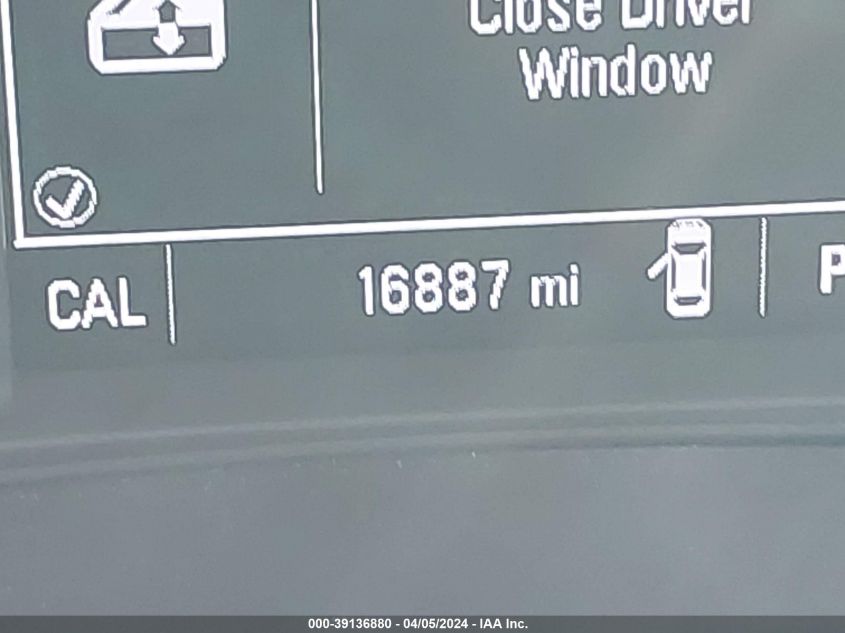 Close Driver
Window
CAL
16887 mi
P
000-39136880 - 04/05/2024 - IAA Inc.